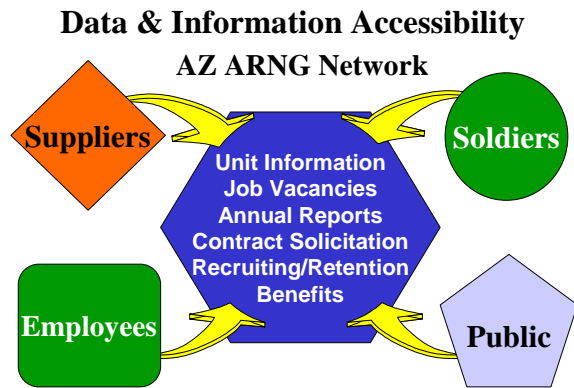 Data & Information Accessibility
AZ ARNG Network
Suppliers
Soldiers
Unit Information
Job Vacancies
Annual Reports
Contract Solicitation
Recruiting/Retention
Benefits
Employees
Public